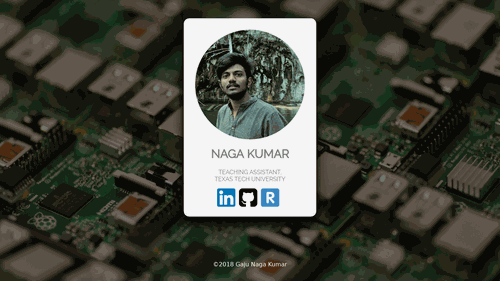 NAGA KUMAR
TEACHING ASSISTANT
TEXAS TECH UNIVERSITY
in
R
©2018 Gaju Naga Kumar